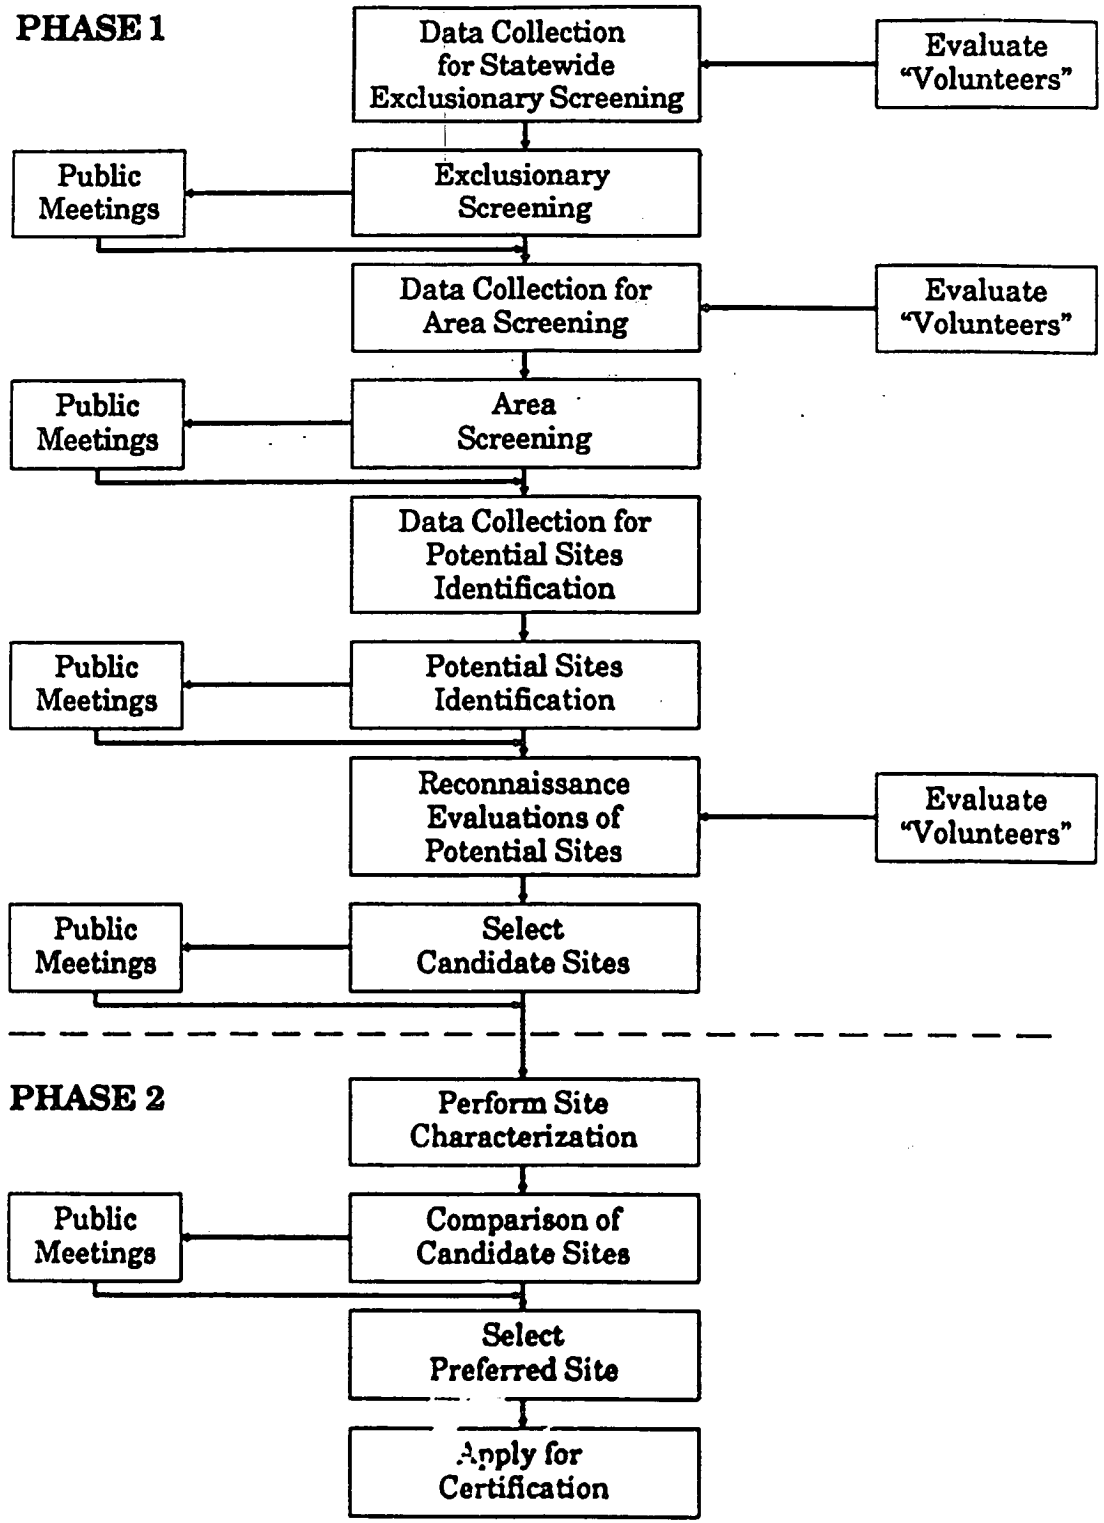 PHASE 1
Data Collection
for Statewide
Exclusionary Screening
Evaluate
“Volunteers”
Public
Meetings
Exclusionary
Screening
Data Collection for
Area Screening
Evaluate
“Volunteers”
Public
Meetings
Area
Screening
Data Collection for
Potential Sites
Identification
Public
Meetings
Potential Sites
Identification
Reconnaissance
Evaluations of
Potential Sites
Evaluate
“Volunteers”
Public
Meetings
Select
Candidate Sites
PHASE 2
Perform Site
Characterization
Public
Meetings
Comparison of
Candidate Sites
Select
Preferred Site
Apply for
Certification